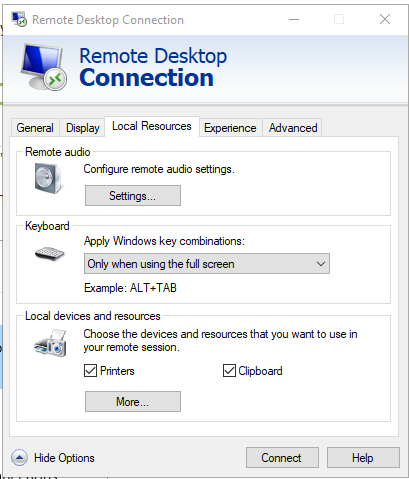 Remote Desktop Connection
Remote Desktop
Connection
General Display Local Resources Experience Advanced
Remote audio
Configure remote audio settings.
Settings...
Keyboard
Apply Windows key combinations:
Only when using the full screen
Example: ALT+TAB
Local devices and resources
Choose the devices and resources that you want to use in
your remote session.
Printers Clipboard
More...
Hide Options Connect Help